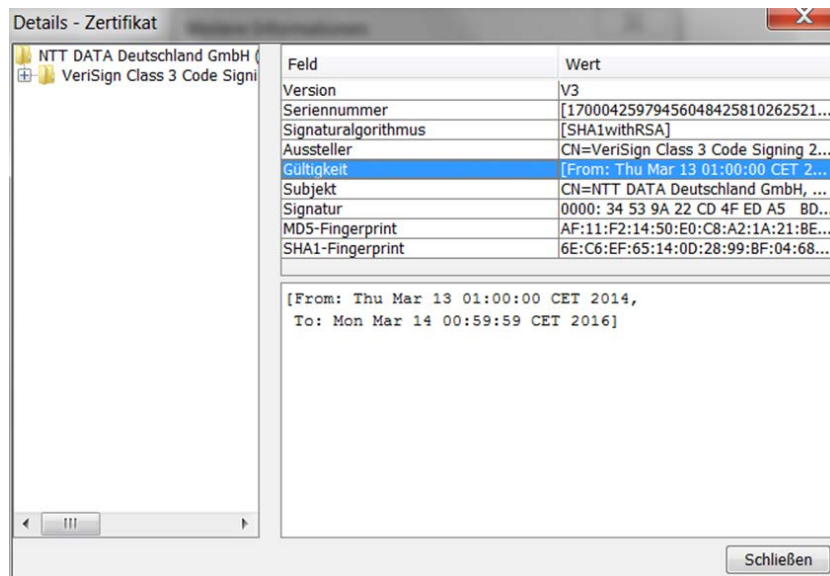 Details - Zertifikat
Weitere Informationen
NTT DATA Deutschland GmbH (
VeriSign Class 3 Code Signi
Feld Wert
Version V3
Seriennummer [17000425979456048425810262521...
Signaturalgorithmus [SHA1withRSA]
Aussteller CN=VeriSign Class 3 Code Signing 2...
Gültigkeit [From: Thu Mar 13 01:00:00 CET 2...
Subjekt CN=NTT DATA Deutschland GmbH, ...
Signatur 0000: 34 53 9A 22 CD 4F ED A5 BD...
MD5-Fingerprint AF:11:F2:14:50:E0:C8:A2:1A:21:BE...
SHA1-Fingerprint 6E:C6:EF:65:14:0D:28:99:BF:04:68...
[From: Thu Mar 13 01:00:00 CET 2014,
To: Mon Mar 14 00:59:59 CET 2016]
Schließen